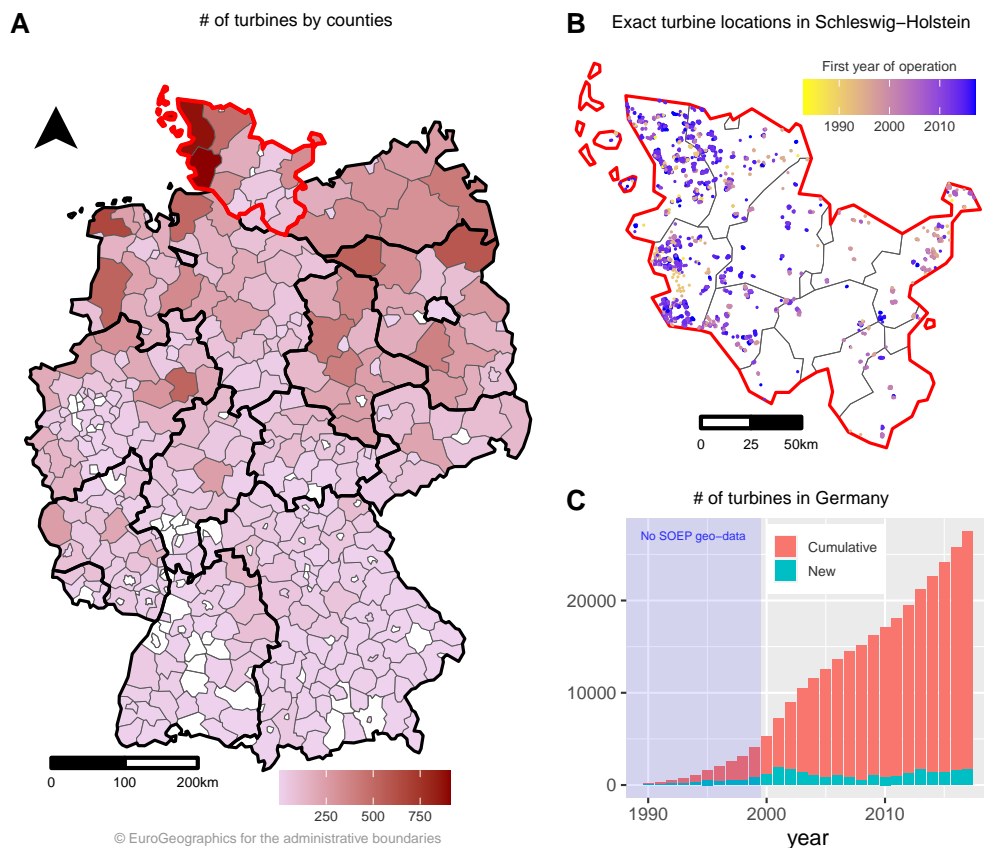 A
# of turbines by counties
0
100
200km
250
500
750
© EuroGeographics for the administrative boundaries
B
Exact turbine locations in Schleswig−Holstein
First year of operation
1990
2000
2010
0
25
50km
C
# of turbines in Germany
No SOEP geo−data
Cumulative
New
20000
10000
0
1990
2000
2010
year